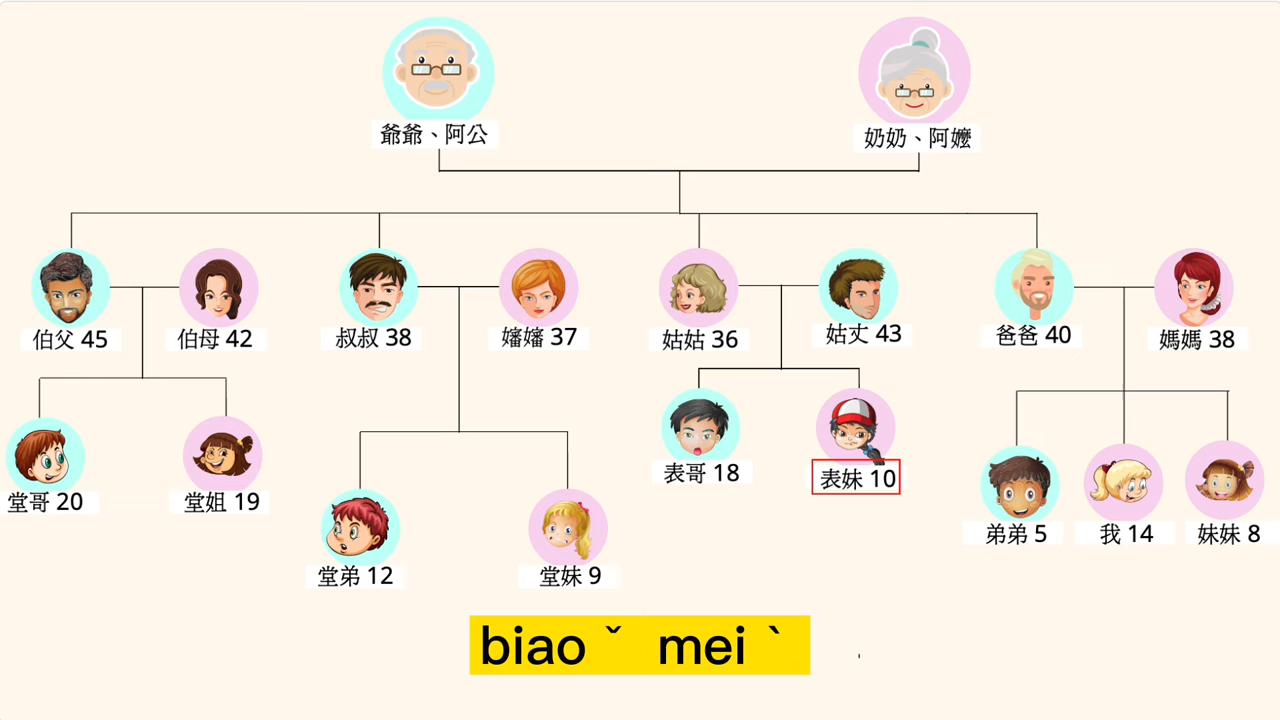 爺爺、阿公
奶奶、阿嬤
伯父 45
伯母 42
叔叔 38
嬸嬸 37
姑姑 36
姑丈 43
爸爸 40
媽媽 38
堂哥 20
堂姐 19
堂弟 12
堂妹 9
表哥 18
表妹 10
弟弟 5
我 14
妹妹 8
biao ˇ mei ˋ